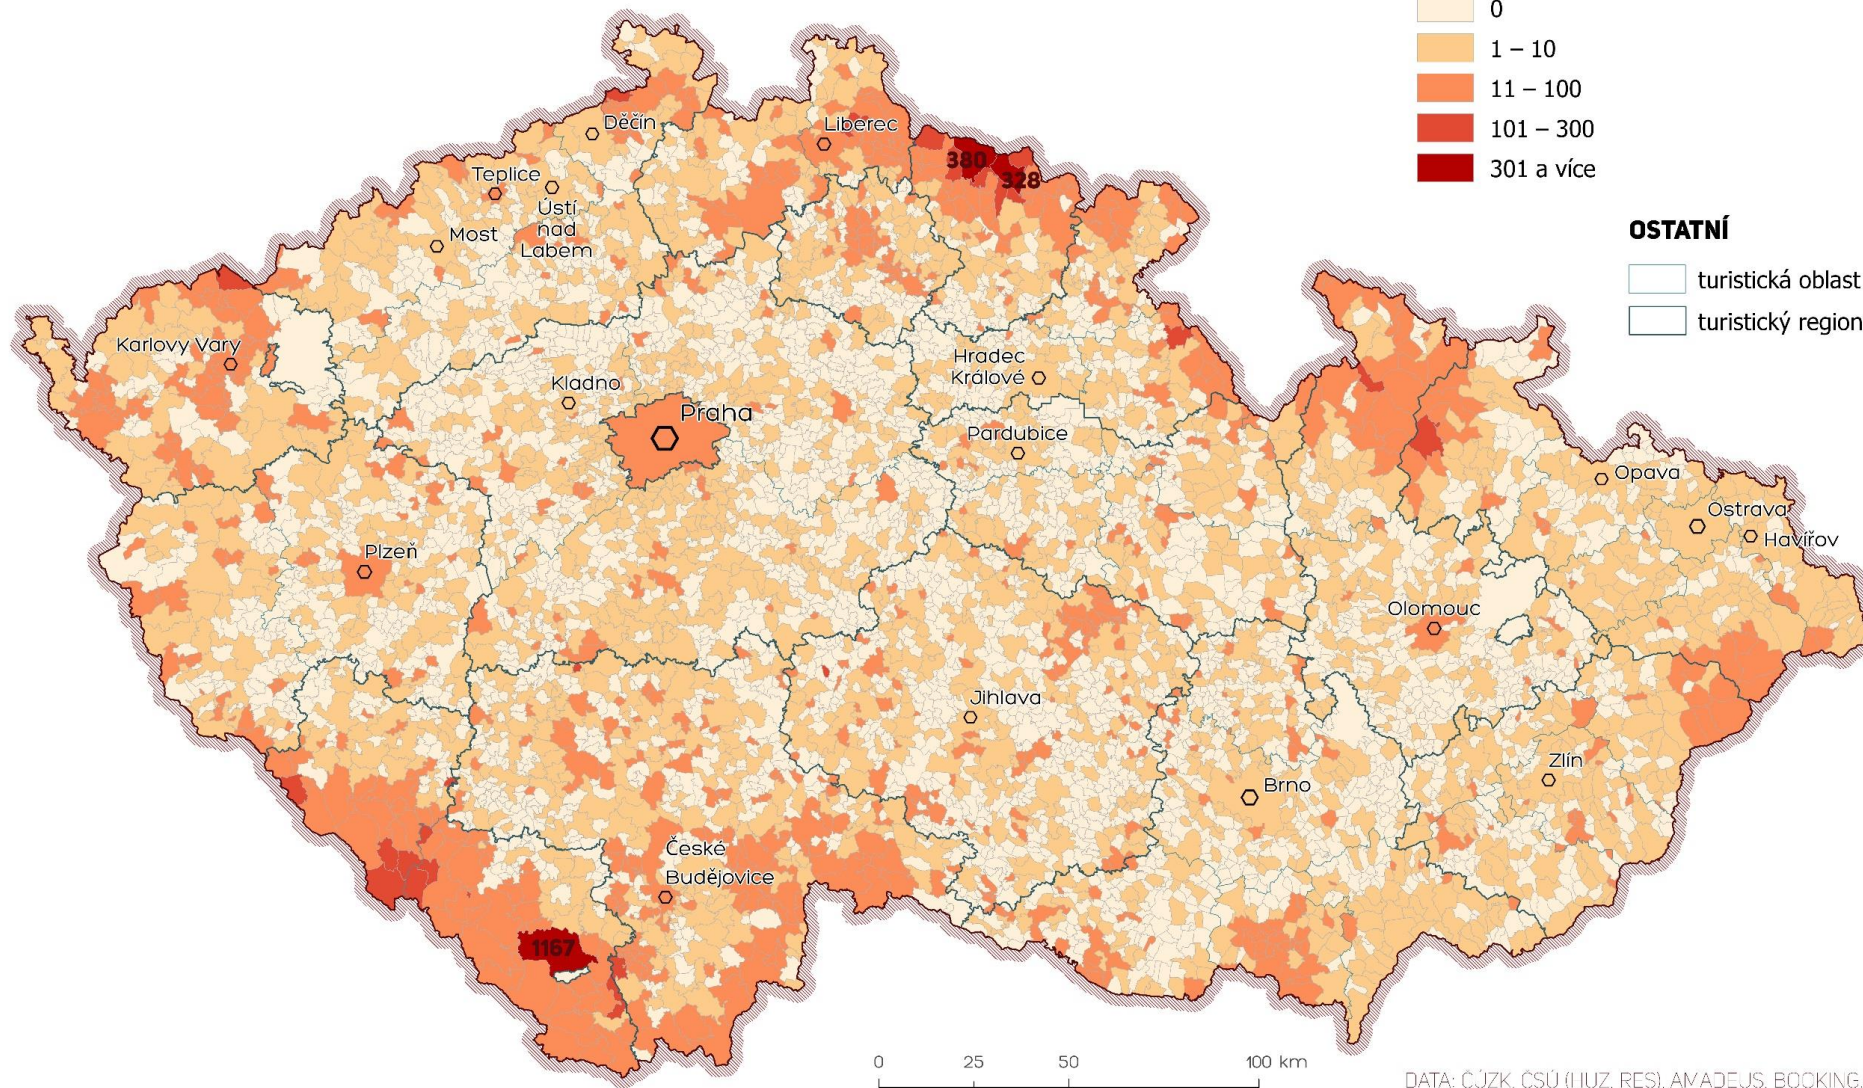 0
1 – 10
11 – 100
101 – 300
301 a více
OSTATNÍ
turistická oblast
turistický region
Děčín
Liberec
380
328
Teplice
Ústí
nad
Labem
Most
Karlovy Vary
Kladno
Praha
Hradec
Králové
Pardubice
Opava
Ostrava
Havířov
Plzeň
Olomouc
Jihlava
Zlín
Brno
České
Budějovice
1167
0 25 50 100 km
DATA: ČÚZK, ČSÚ (HUZ, RES), AMADEUS, BOOKING